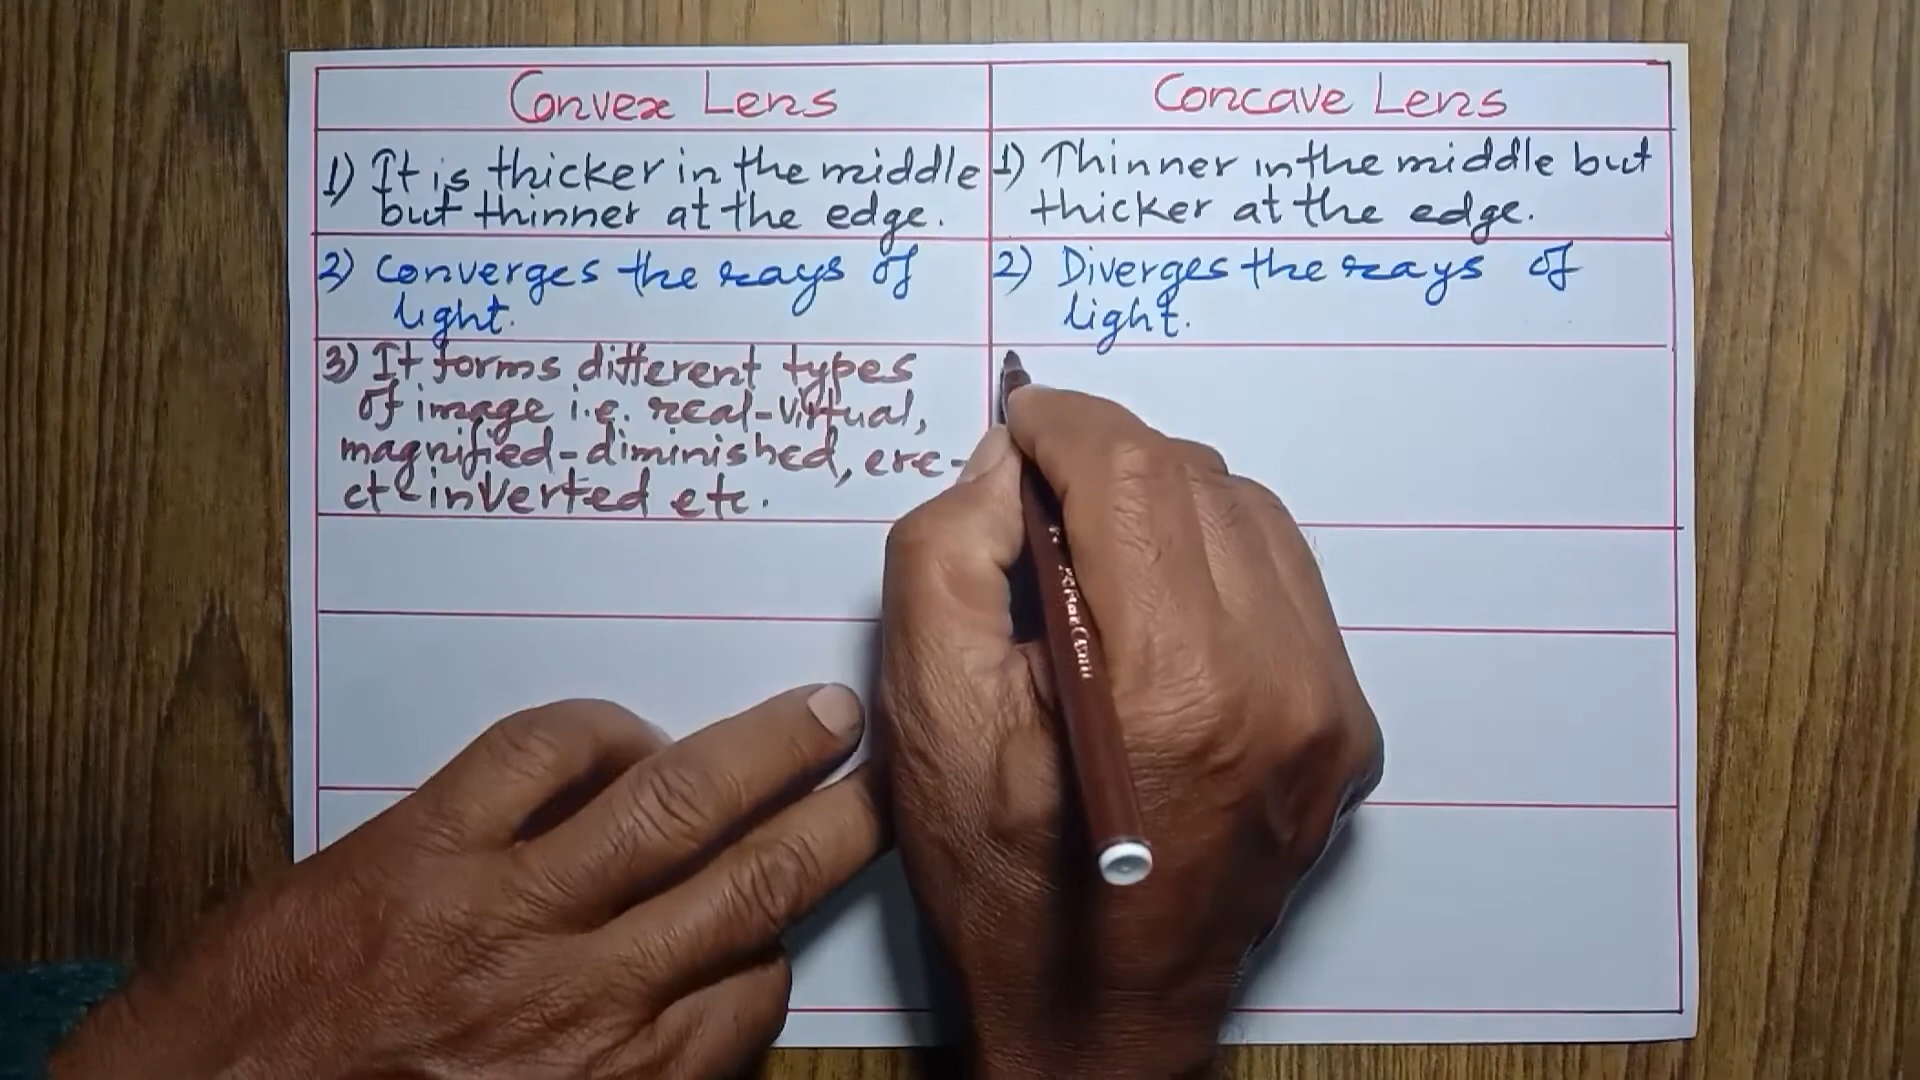 Convex Lens
Concave Lens
1) It is thicker in the middle
but thinner at the edge.
1) Thinner in the middle but
thicker at the edge.
2) Converges the rays of
light.
2) Diverges the rays of
light.
3) It forms different types
of image i.e. real-virtual,
magnified-diminished, ere-
ct & inverted etc.